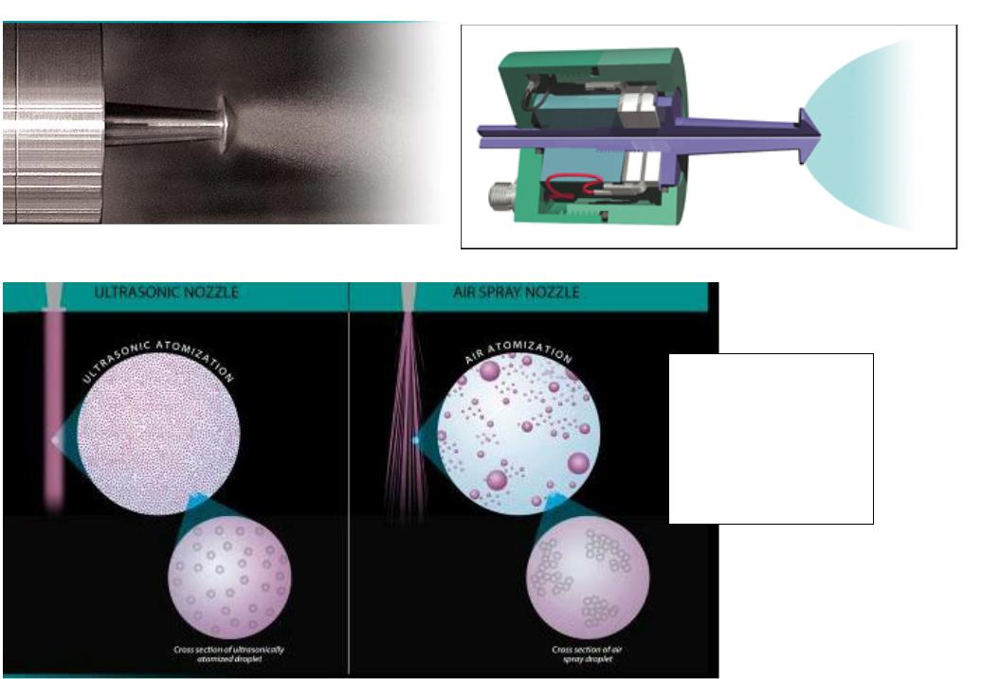 ULTRASONIC NOZZLE
AIR SPRAY NOZZLE
ULTRASONIC ATOMIZATION
AIR ATOMIZATION
Cross section of ultrasonically
atomized droplet
Cross section of air
spray droplet